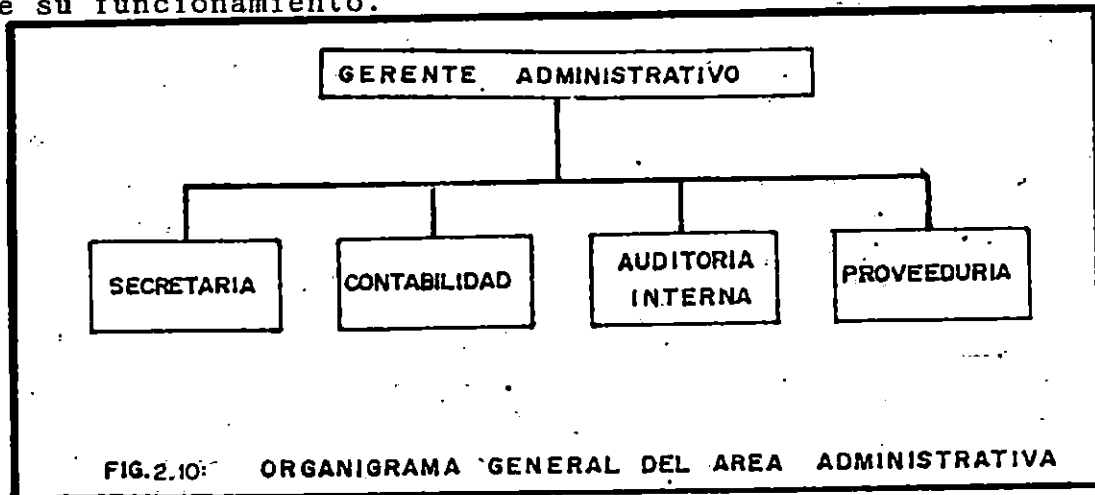 e su funcionamiento.
GERENTE ADMINISTRATIVO
SECRETARIA
CONTABILIDAD
AUDITORIA
INTERNA
PROVEEDURIA
FIG.2.10: ORGANIGRAMA GENERAL DEL AREA ADMINISTRATIVA